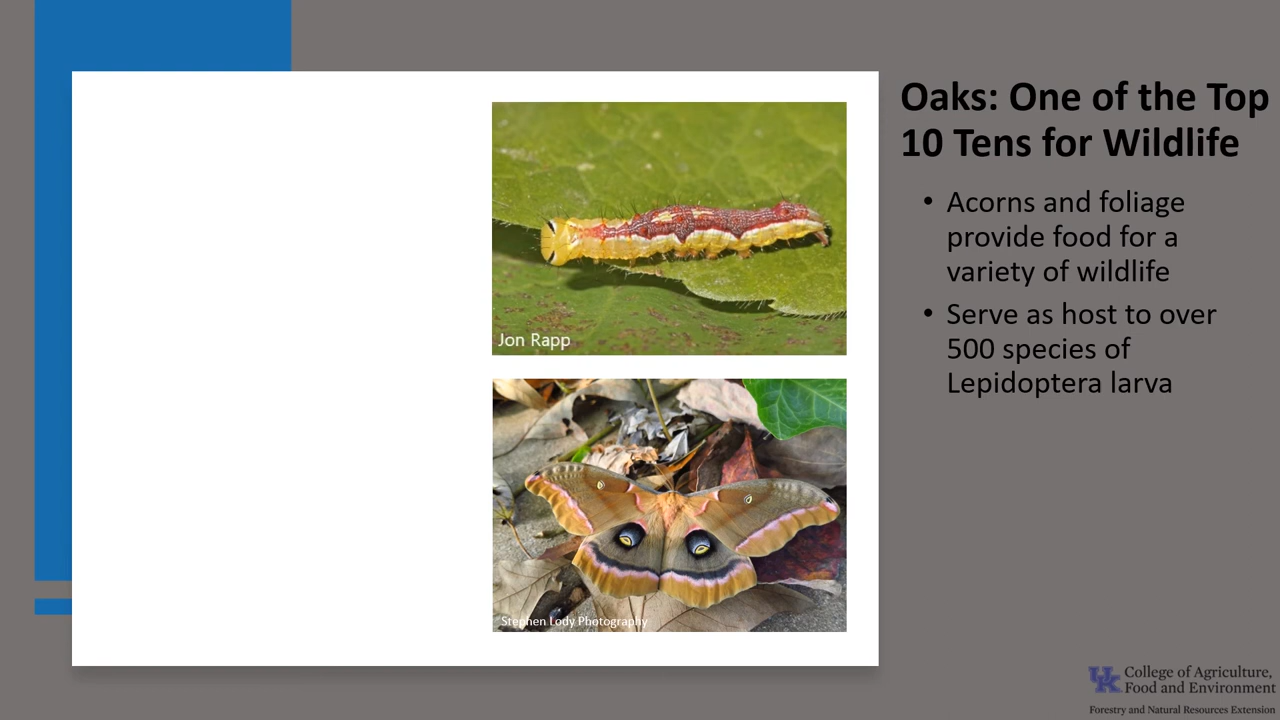 Oaks: One of the Top
10 Tens for Wildlife
• Acorns and foliage
provide food for a
variety of wildlife
• Serve as host to over
500 species of
Lepidoptera larva
Jon Rapp
Stephen Lody Photography
UK
College of Agriculture,
Food and Environment
Forestry and Natural Resources Extension